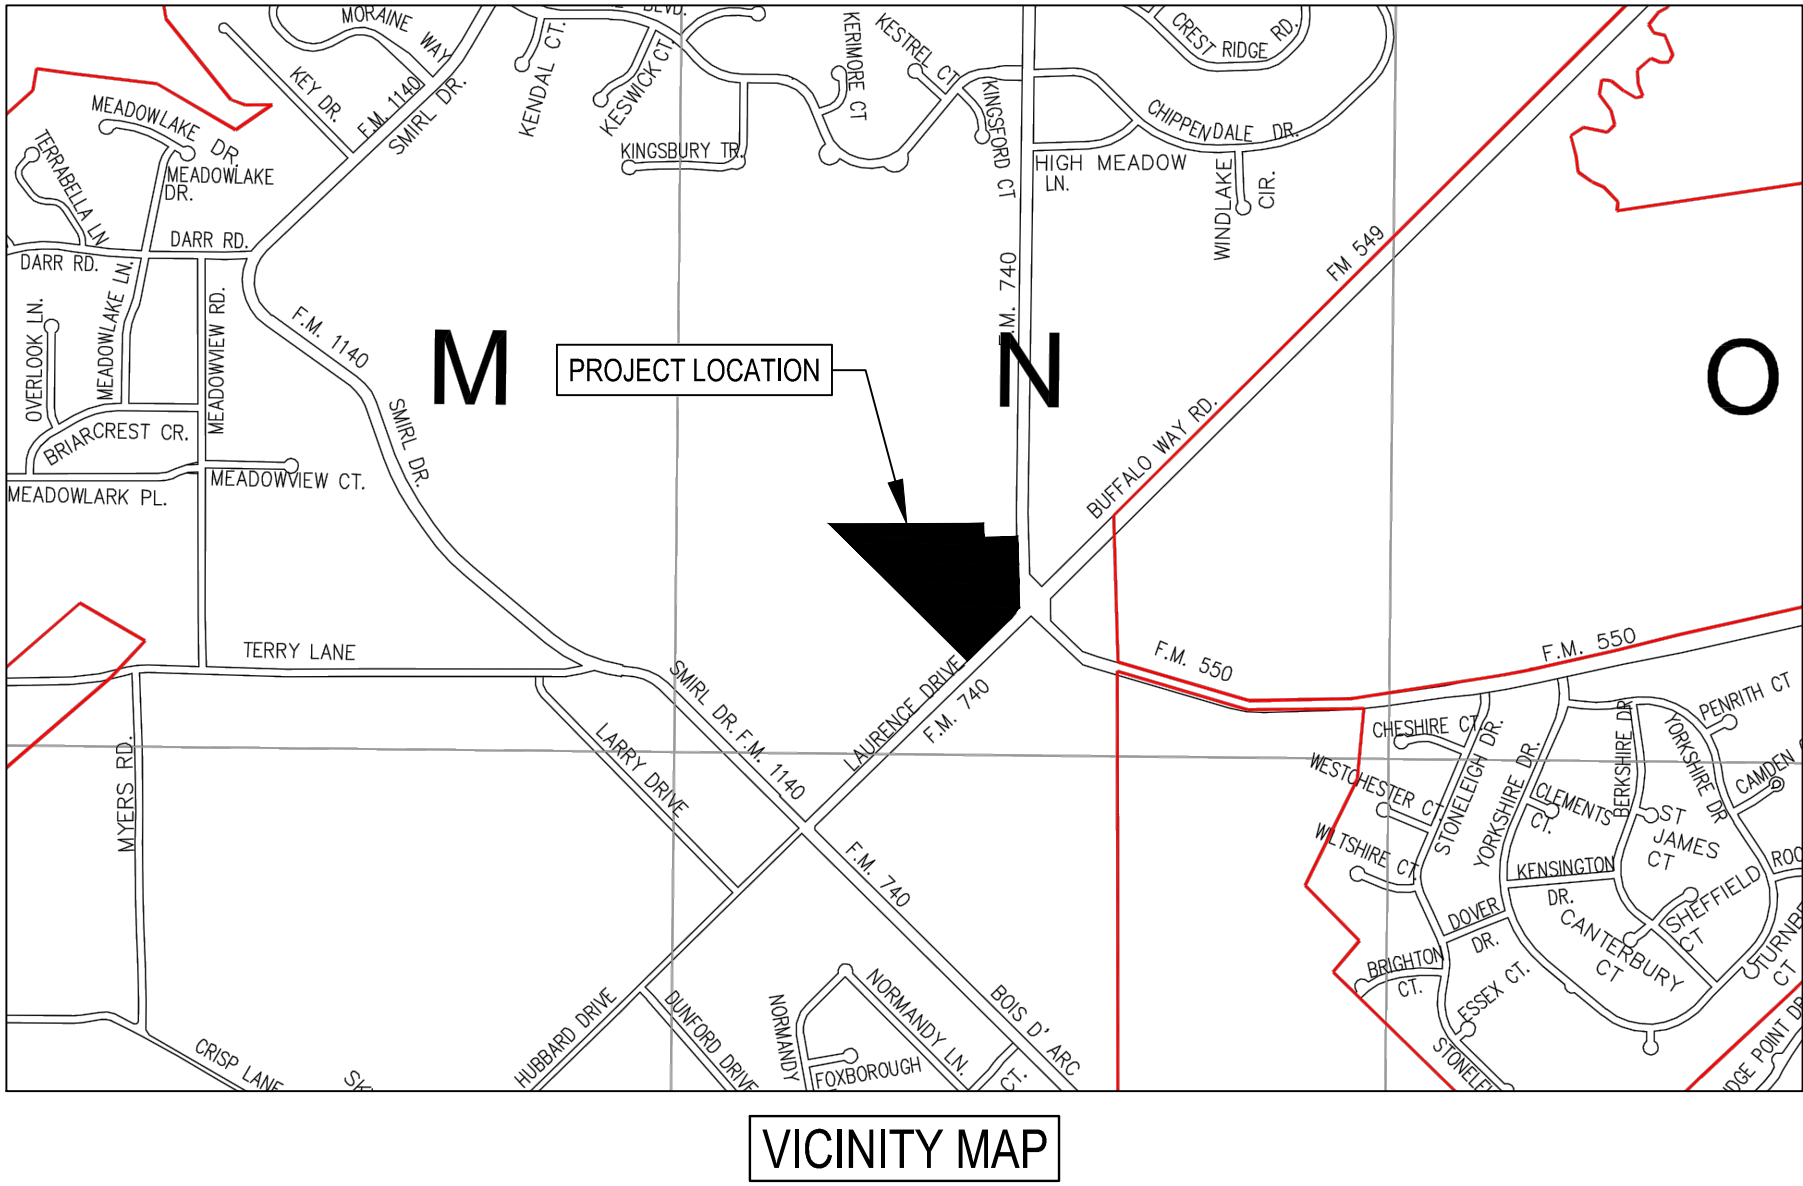 MORAINE WAY
BLVD.
KEY DR.
F.M. 1140
SMIRL DR.
KENDAL CT.
KESWICK CT.
KINGSBURY TR.
KERIMORE CT
KESTREL CT
KINGSFORD CT
CREST RIDGE RD.
CHIPPENDALE DR.
HIGH MEADOW
LN.
WINDLAKE
CIR.
MEADOWLAKE
DR.
MEADOWLAKE
DR.
TERRABELLA LN
DARR RD.
DARR RD.
OVERLOOK LN.
MEADOWLAKE LN.
MEADOWVIEW RD.
BRIARCREST CR.
MEADOWLARK PL.
MEADOWVIEW CT.
F.M. 1140
SMIRL DR.
M
PROJECT LOCATION
F.M. 740
N
O
FM 549
BUFFALO WAY RD.
TERRY LANE
MYERS RD.
LARRY DRIVE
SMIRL DR.
F.M. 1140
LAURENCE DRIVE
F.M. 740
F.M. 550
F.M. 550
F.M. 740
BOIS D' ARC
HUBBARD DRIVE
DUNFORD DRIVE
NORMANDY
NORMANDY LN.
FOXBOROUGH
CT.
CRISP LANE
CHESHIRE CT.
WESTCHESTER CT.
WILTSHIRE CT.
STONELEIGH DR.
YORKSHIRE DR.
CLEMENTS
CT.
BERKSHIRE DR
YORKSHIRE DR
PENRITH CT
CAMDEN
ST
JAMES
CT
KENSINGTON
DR.
DOVER
DR.
BRIGHTON
CT.
ESSEX CT.
CANTERBURY
CT
SHEFFIELD
CT
CT
DGE POINT DR
VICINITY MAP